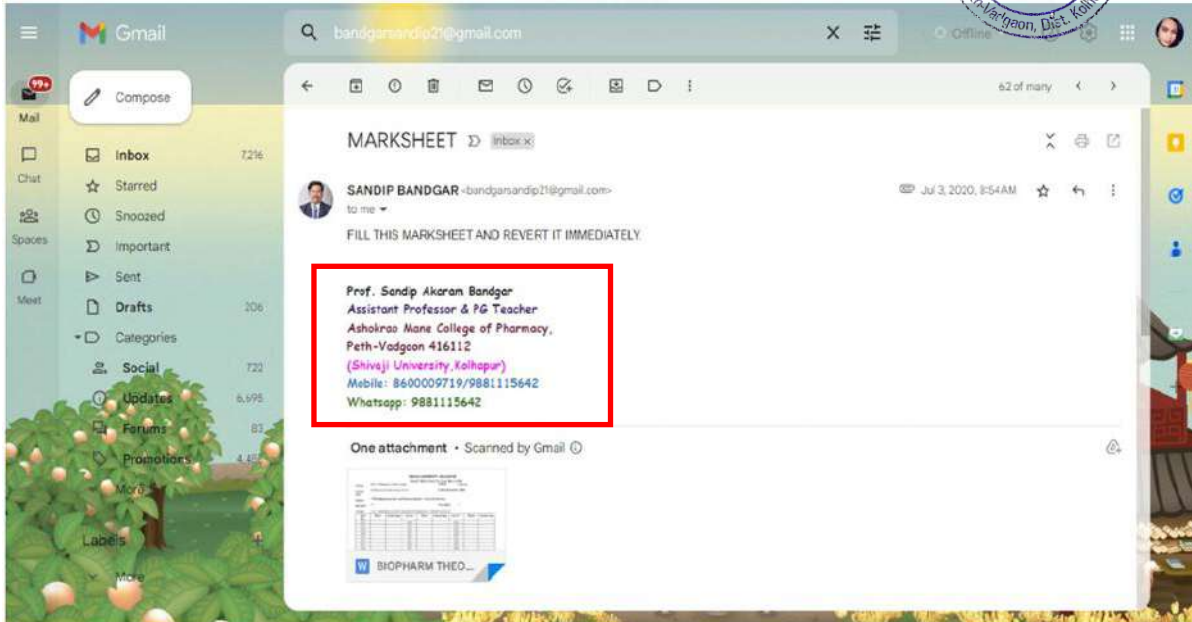 Vadgaon, Dist. Kolh
Gmail
bandgarsandip21@gmail.com
Offline
99+
Mail
Compose
62 of many
MARKSHEET
Inbox x
Chat
Inbox 7,216
Starred
SANDIP BANDGAR <bandgarsandip21@gmail.com>
Jul 3, 2020, 8:54 AM
to me
Spaces
Snoozed
FILL THIS MARKSHEET AND REVERT IT IMMEDIATELY.
Important
Meet
Sent
Drafts 206
Categories
Social 722
Updates 6,695
Forums 83
Promotions
More
Labels
More
Prof. Sandip Akaram Bandgar
Assistant Professor & PG Teacher
Ashokrao Mane College of Pharmacy,
Peth-Vadgaon 416112
(Shivaji University,Kolhapur)
Mobile: 8600009719/9881115642
Whatsapp: 9881115642
One attachment • Scanned by Gmail
W BIOPHARM THEO...